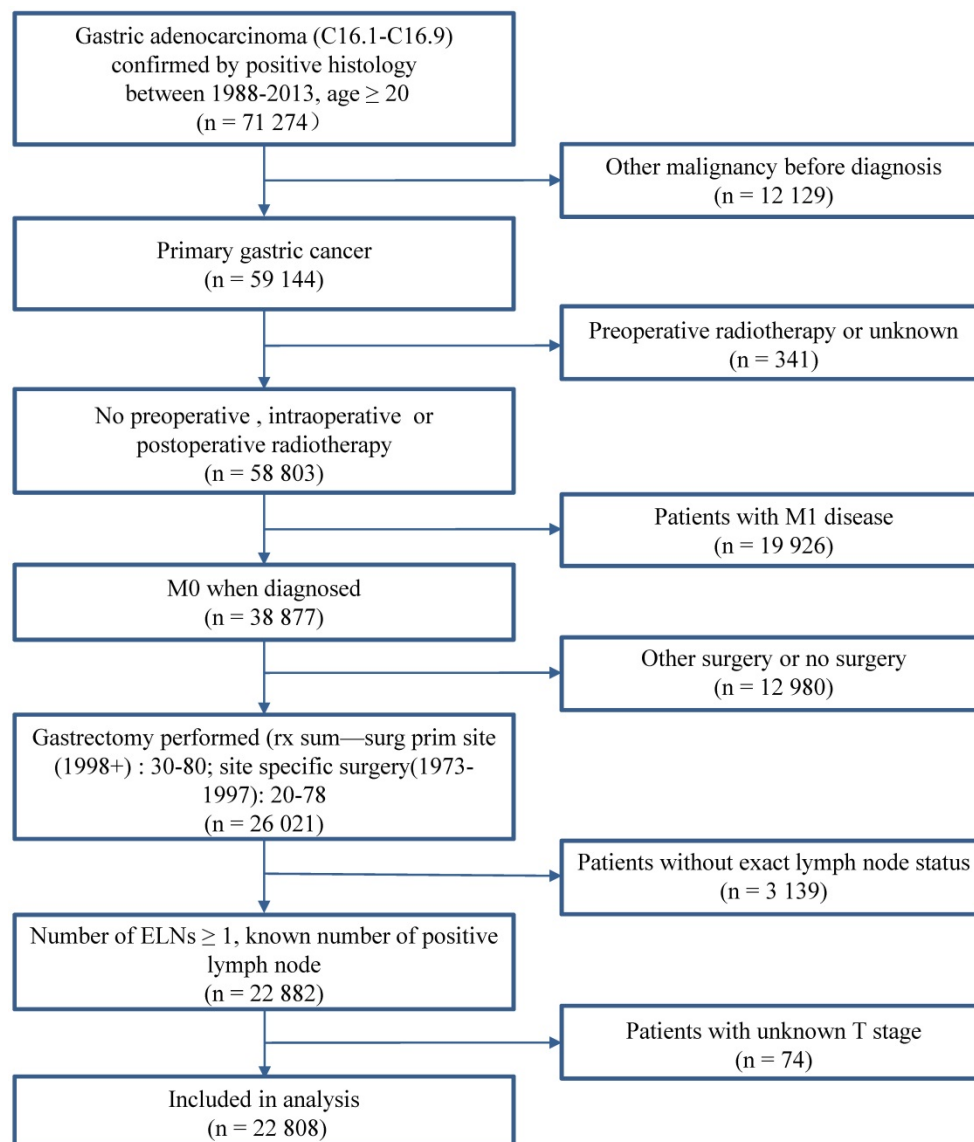 Gastric adenocarcinoma (C16.1-C16.9)
confirmed by positive histology
between 1988-2013, age ≥ 20
(n = 71 274)
Other malignancy before diagnosis
(n = 12 129)
Primary gastric cancer
(n = 59 144)
Preoperative radiotherapy or unknown
(n = 341)
No preoperative , intraoperative or
postoperative radiotherapy
(n = 58 803)
Patients with M1 disease
(n = 19 926)
M0 when diagnosed
(n = 38 877)
Other surgery or no surgery
(n = 12 980)
Gastrectomy performed (rx sum—surg prim site
(1998+) : 30-80; site specific surgery(1973-
1997): 20-78
(n = 26 021)
Patients without exact lymph node status
(n = 3 139)
Number of ELNs ≥ 1, known number of positive
lymph node
(n = 22 882)
Patients with unknown T stage
(n = 74)
Included in analysis
(n = 22 808)